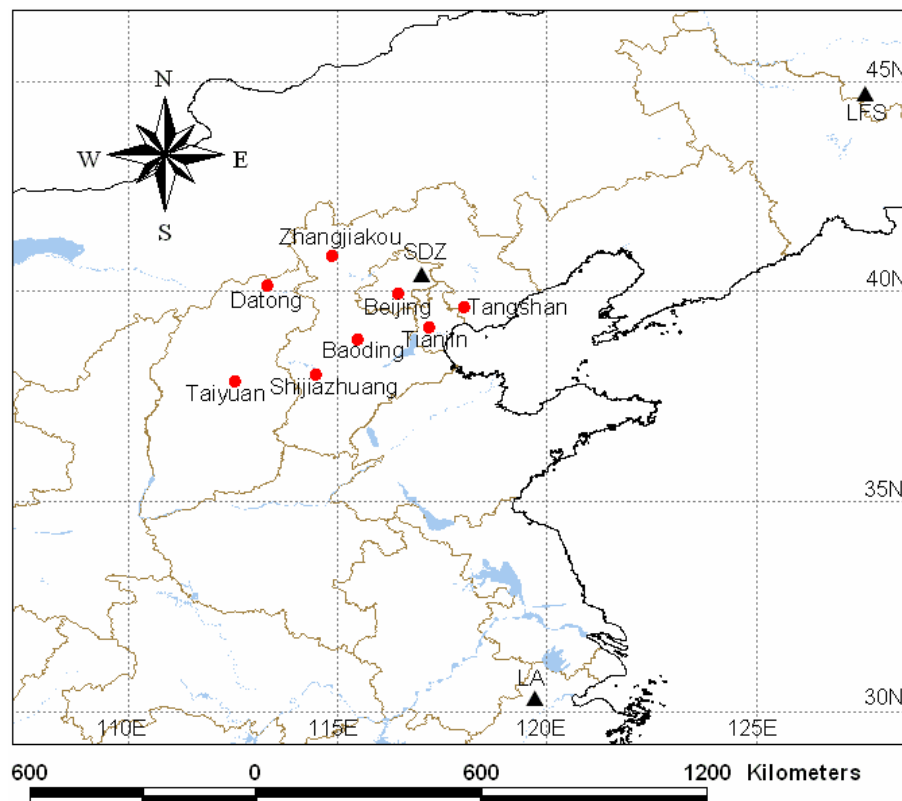 45N
N
LFS
W
E
S
Zhangjiakou
SDZ
40N
Datong
Beijing
Tangshan
Tianjin
Baoding
Taiyuan
Shijiazhuang
35N
LA
30N
110E
115E
120E
125E
600 0 600 1200 Kilometers